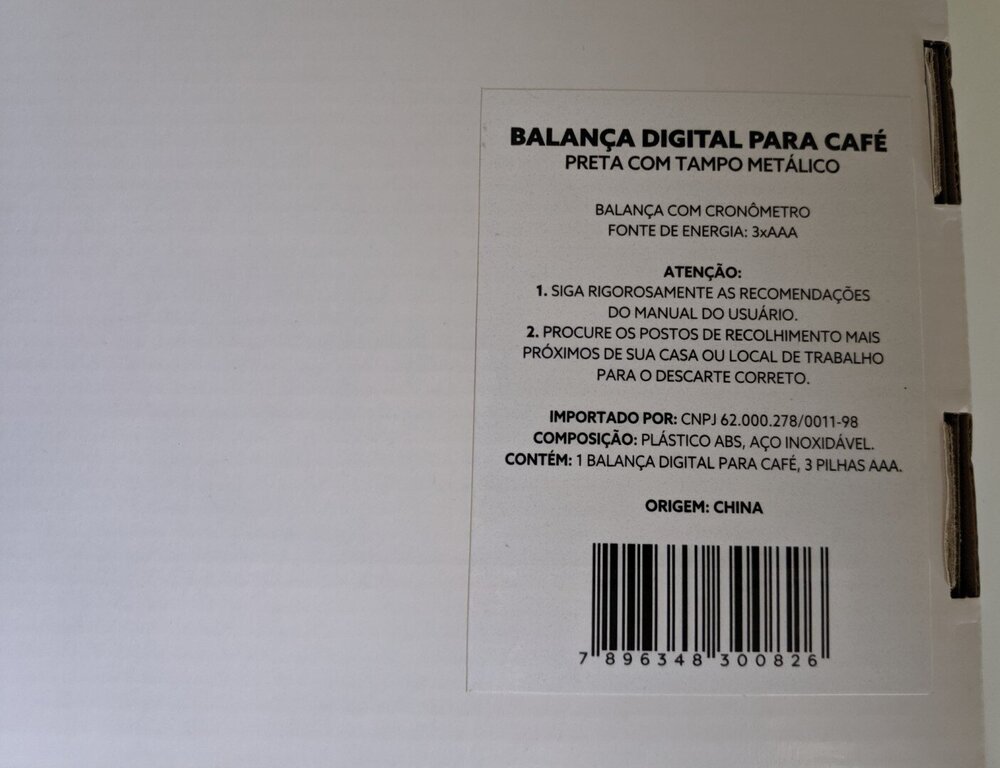 BALANÇA DIGITAL PARA CAFÉ
PRETA COM TAMPO METÁLICO
BALANÇA COM CRONÔMETRO
FONTE DE ENERGIA: 3xAAA
ATENÇÃO:
1. SIGA RIGOROSAMENTE AS RECOMENDAÇÕES
DO MANUAL DO USUÁRIO.
2. PROCURE OS POSTOS DE RECOLHIMENTO MAIS
PRÓXIMOS DE SUA CASA OU LOCAL DE TRABALHO
PARA O DESCARTE CORRETO.
IMPORTADO POR: CNPJ 62.000.278/0011-98
COMPOSIÇÃO: PLÁSTICO ABS, AÇO INOXIDÁVEL.
CONTÉM: 1 BALANÇA DIGITAL PARA CAFÉ, 3 PILHAS AAA.
ORIGEM: CHINA
7 896348 300826